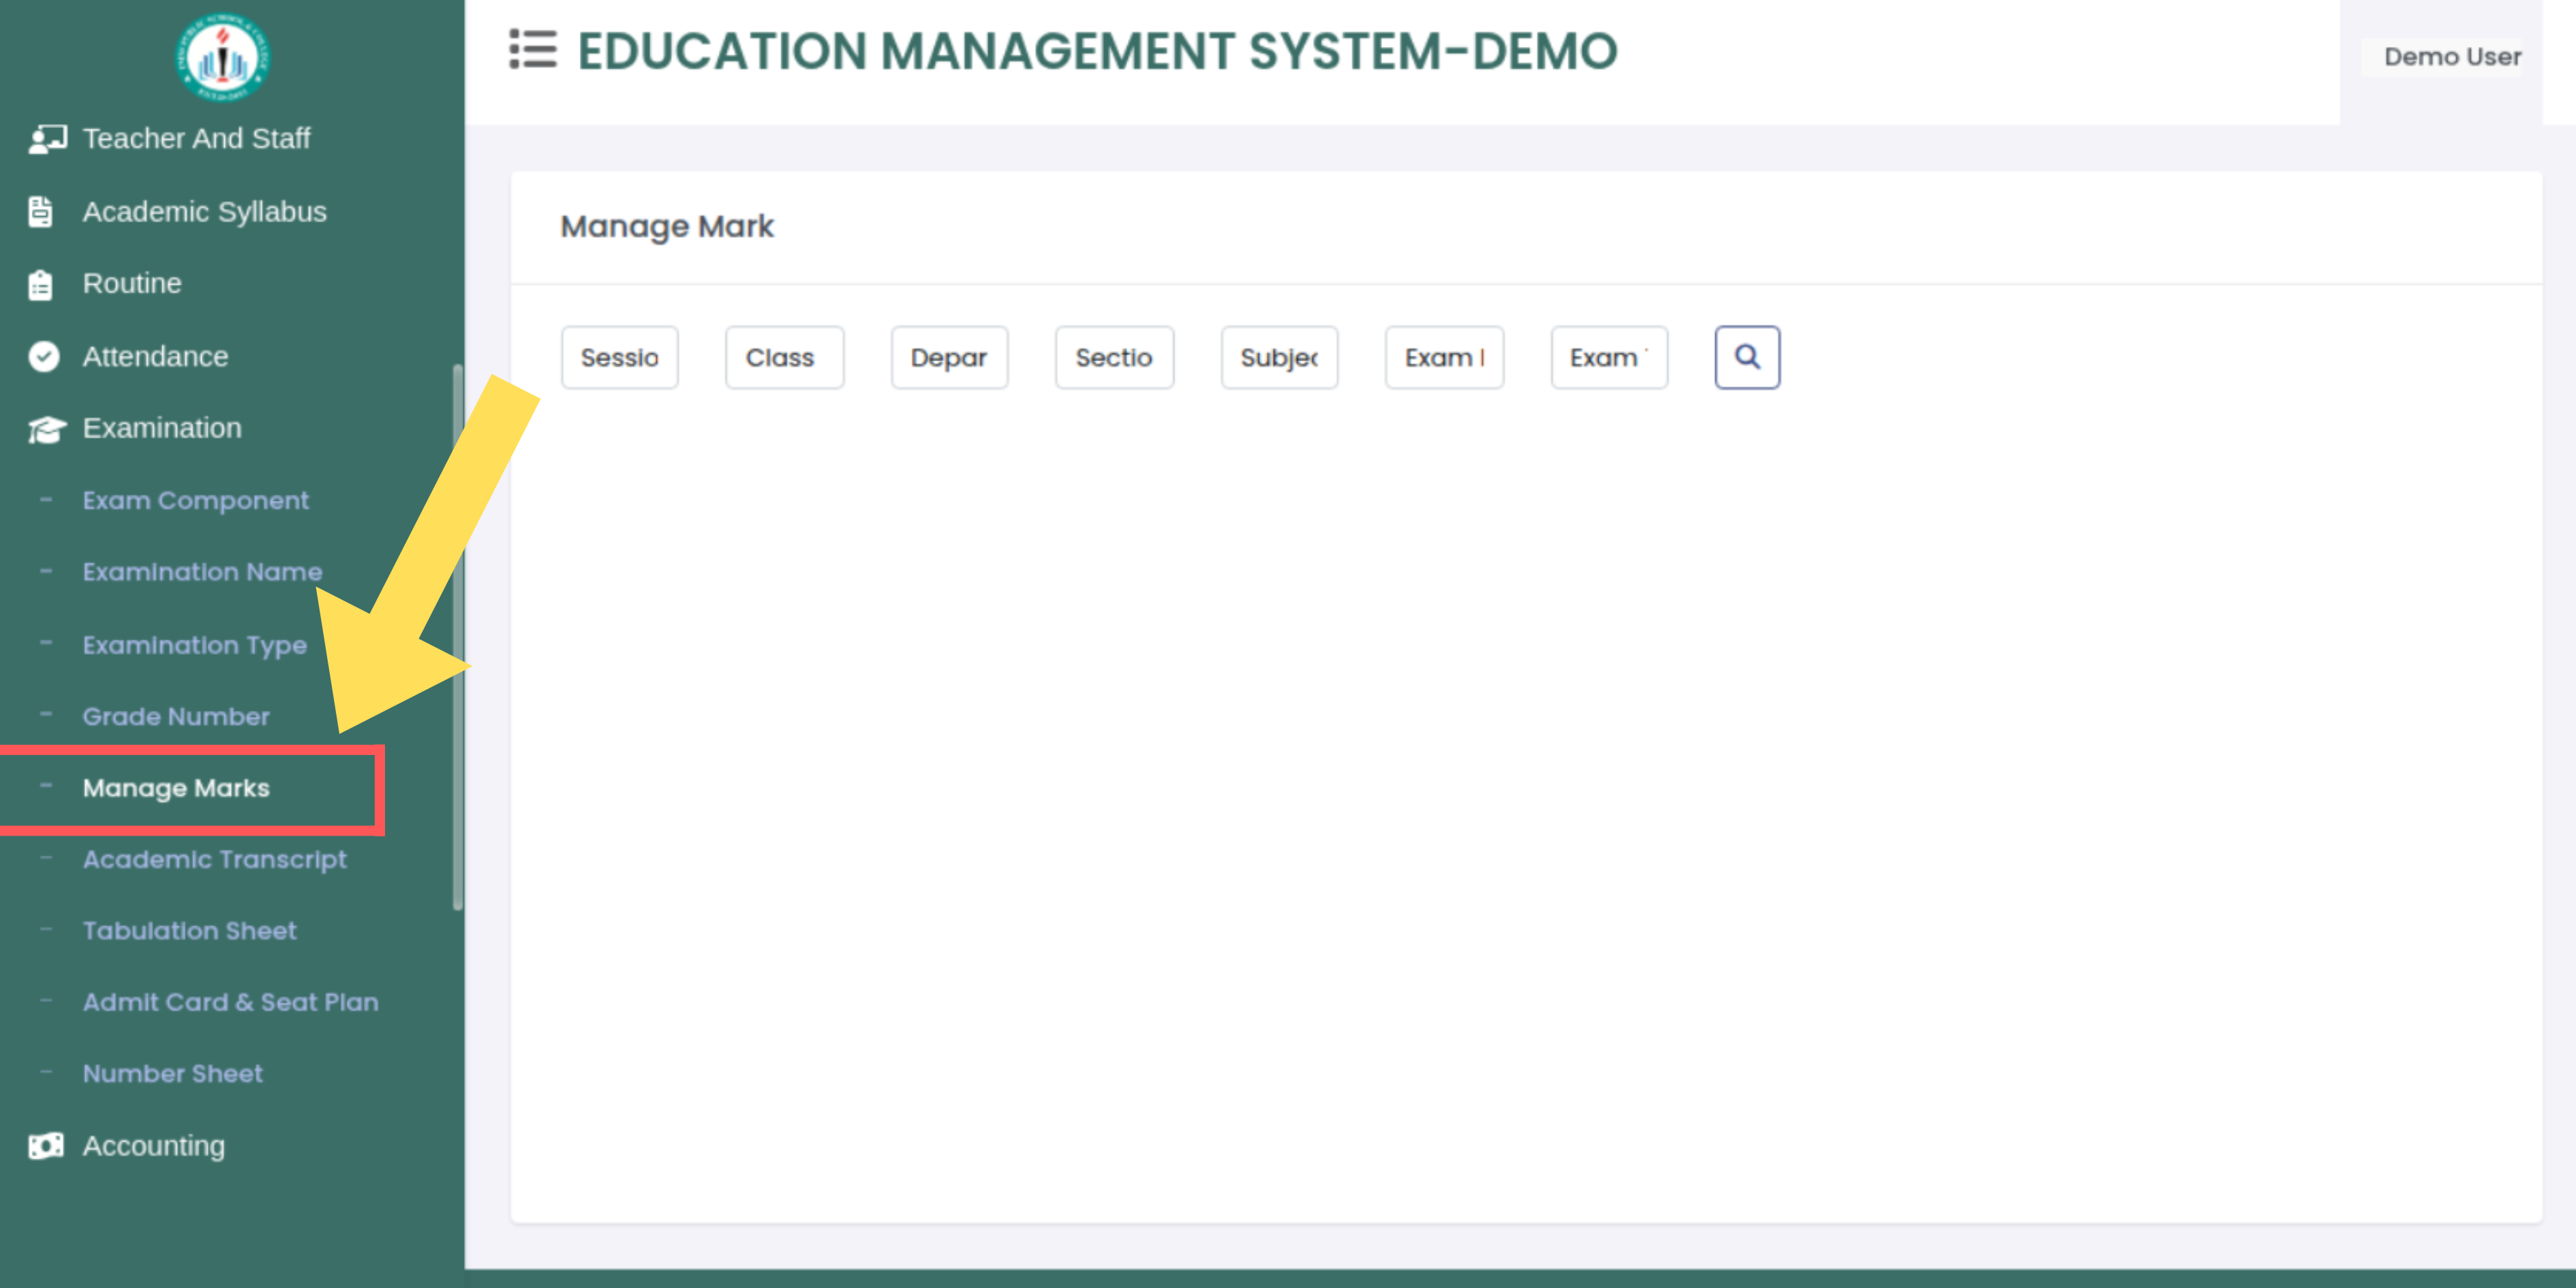 EDUCATION MANAGEMENT SYSTEM-DEMO
Demo User
Teacher And Staff
Academic Syllabus
Routine
Attendance
Examination
- Exam Component
- Examination Name
- Examination Type
- Grade Number
- Manage Marks
- Academic Transcript
- Tabulation Sheet
- Admit Card & Seat Plan
- Number Sheet
Accounting
Manage Mark
Sessio Class Depar Sectio Subjec Exam Exam